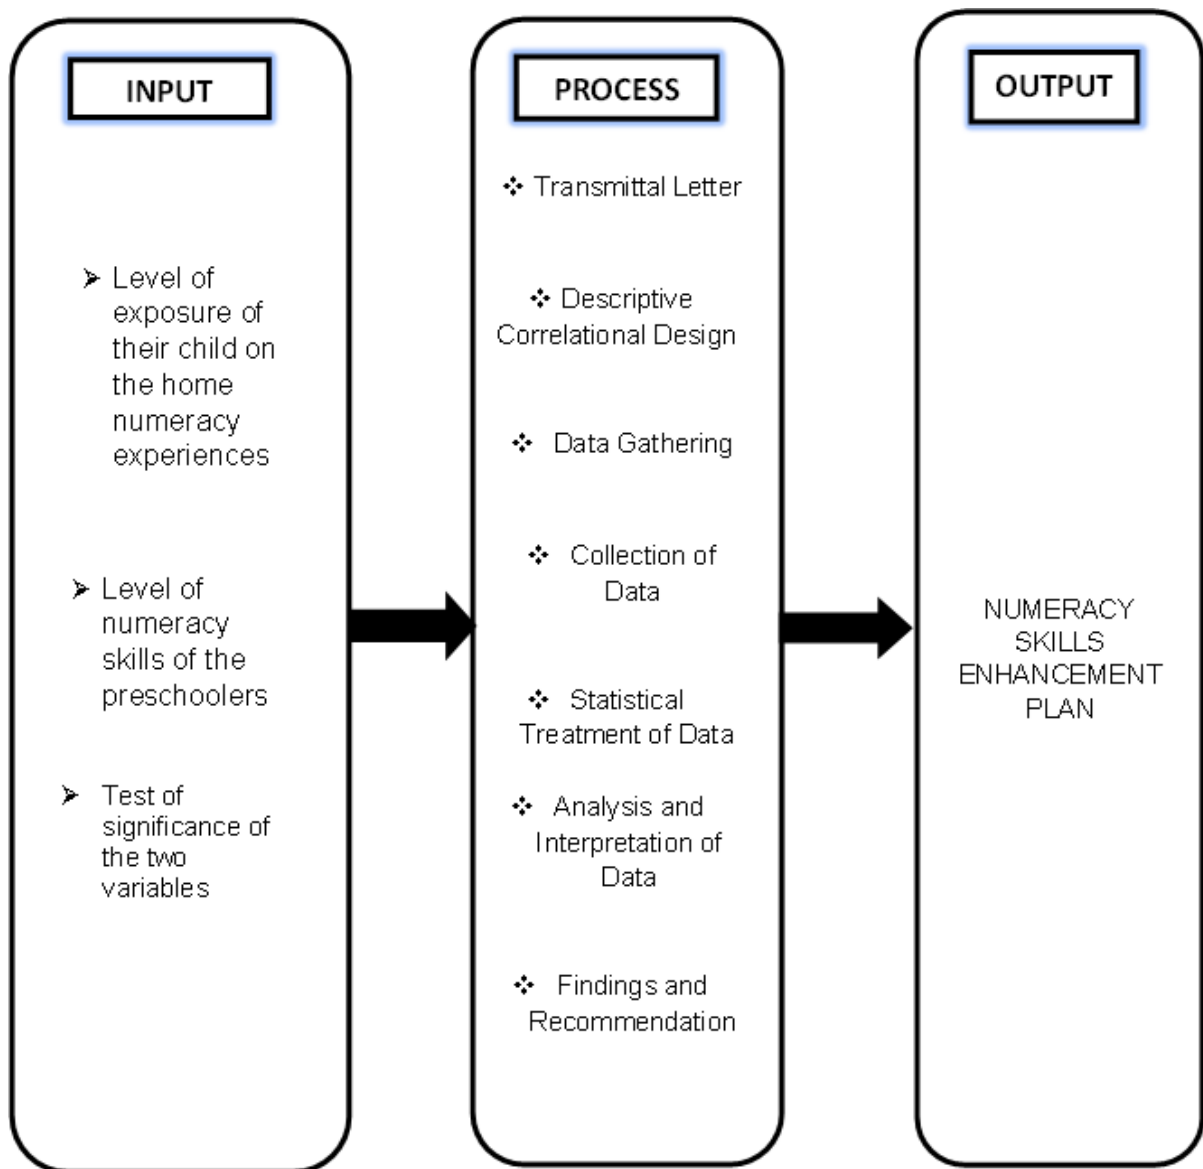 INPUT
➢ Level of
exposure of
their child on
the home
numeracy
experiences
➢ Level of
numeracy
skills of the
preschoolers
➢ Test of
significance of
the two
variables
PROCESS
❖ Transmittal Letter
❖ Descriptive
Correlational Design
❖ Data Gathering
❖ Collection of
Data
❖ Statistical
Treatment of Data
❖ Analysis and
Interpretation of
Data
❖ Findings and
Recommendation
OUTPUT
NUMERACY
SKILLS
ENHANCEMENT
PLAN